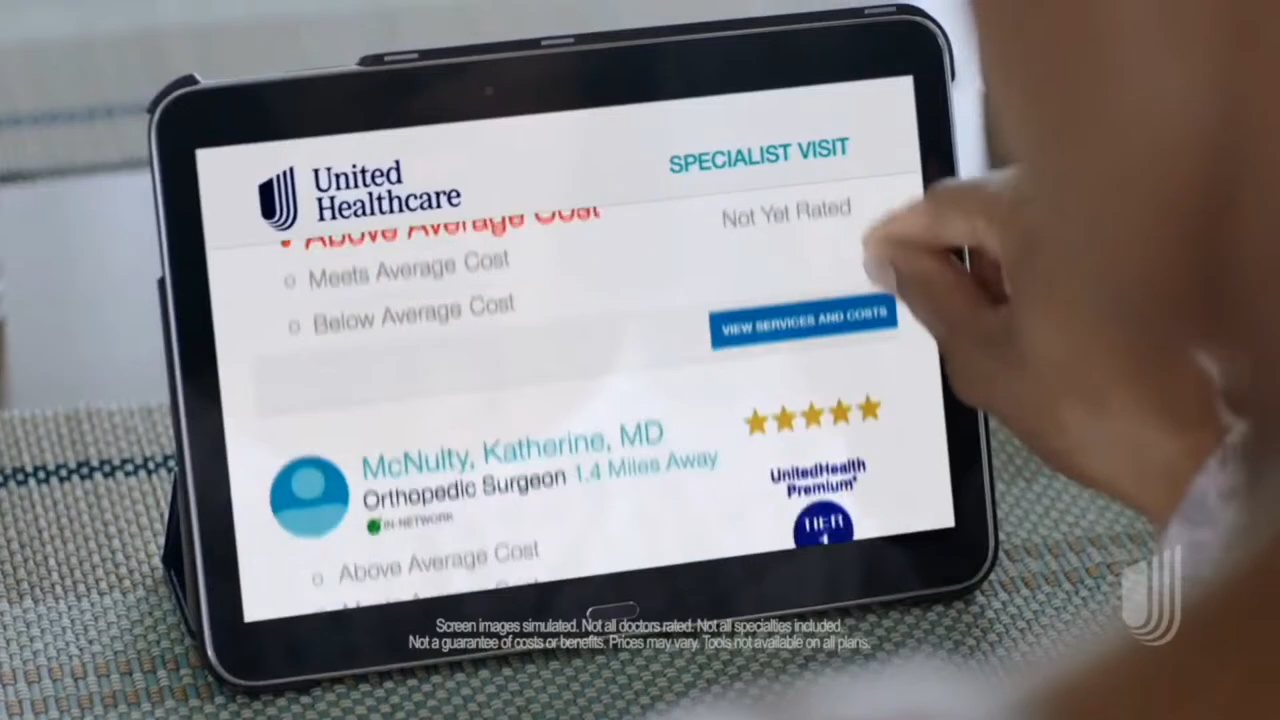 United
Healthcare
SPECIALIST VISIT
Above Average Cost
Not Yet Rated
Meets Average Cost
Below Average Cost
VIEW SERVICES AND COSTS
McNulty, Katherine, MD
Orthopedic Surgeon 1.4 Miles Away
IN-NETWORK
UnitedHealth
Premium®
TIER
1
Above Average Cost
Screen images simulated. Not all doctors rated. Not all specialties included.
Not a guarantee of costs or benefits. Prices may vary. Tools not available on all plans.